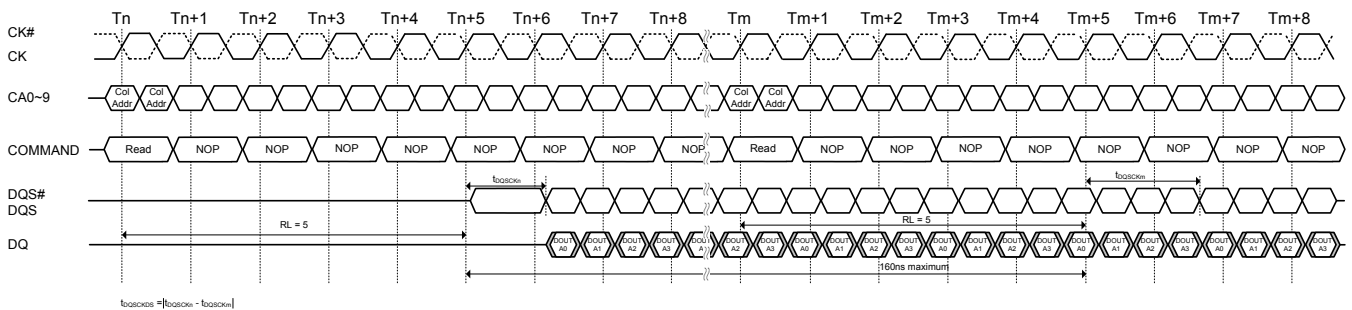 Tn Tn+1 Tn+2 Tn+3 Tn+4 Tn+5 Tn+6 Tn+7 Tn+8 Tm Tm+1 Tm+2 Tm+3 Tm+4 Tm+5 Tm+6 Tm+7 Tm+8
CK#
CK
CA0~9 Col Addr Col Addr Col Addr Col Addr
COMMAND Read NOP NOP NOP NOP NOP NOP NOP NOP Read NOP NOP NOP NOP NOP NOP NOP NOP
tDQSCKn tDQSCKm
DQS#
DQS
RL = 5 RL = 5
DQ DOUT A0 DOUT A1 DOUT A2 DOUT A3 DOUT A2 DOUT A3 DOUT A0 DOUT A1 DOUT A2 DOUT A3 DOUT A0 DOUT A1 DOUT A2 DOUT A3 DOUT A0 DOUT A1 DOUT A2 DOUT A3 DOUT A0 DOUT A1 DOUT A2 DOUT A3
160ns maximum
tDQSCKDS =|tDQSCKn - tDQSCKm|